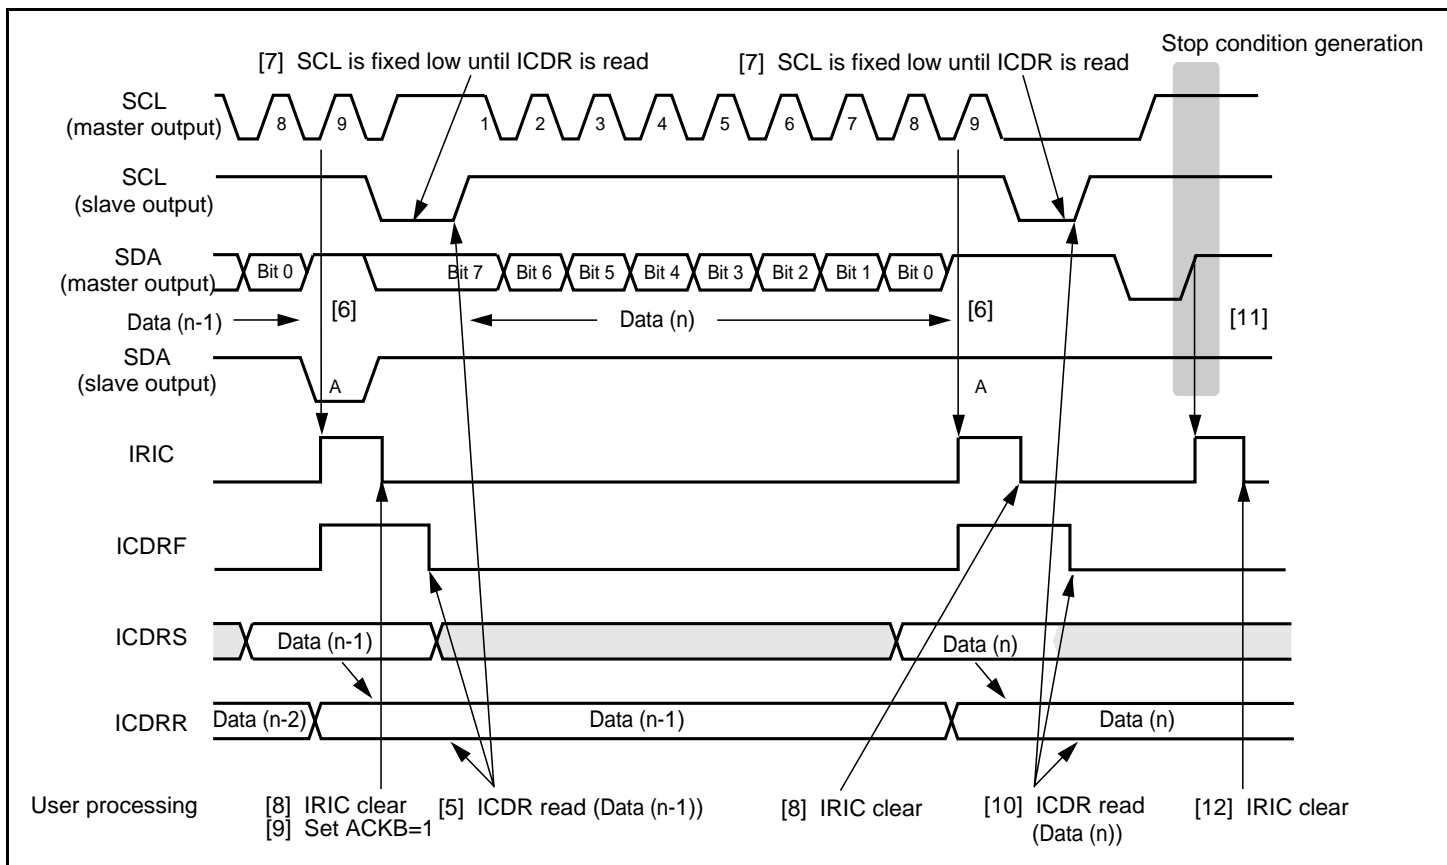 Stop condition generation
[7] SCL is fixed low until ICDR is read
[7] SCL is fixed low until ICDR is read
SCL
(master output)
8
9
1
2
3
4
5
6
7
8
9
SCL
(slave output)
SDA
(master output)
Bit 0
Bit 7
Bit 6
Bit 5
Bit 4
Bit 3
Bit 2
Bit 1
Bit 0
[6]
[6]
[11]
Data (n-1)
Data (n)
SDA
(slave output)
A
A
IRIC
ICDRF
ICDRS
Data (n-1)
Data (n)
ICDRR
Data (n-2)
Data (n-1)
Data (n)
User processing
[8] IRIC clear
[9] Set ACKB=1
[5] ICDR read (Data (n-1))
[8] IRIC clear
[10] ICDR read
(Data (n))
[12] IRIC clear